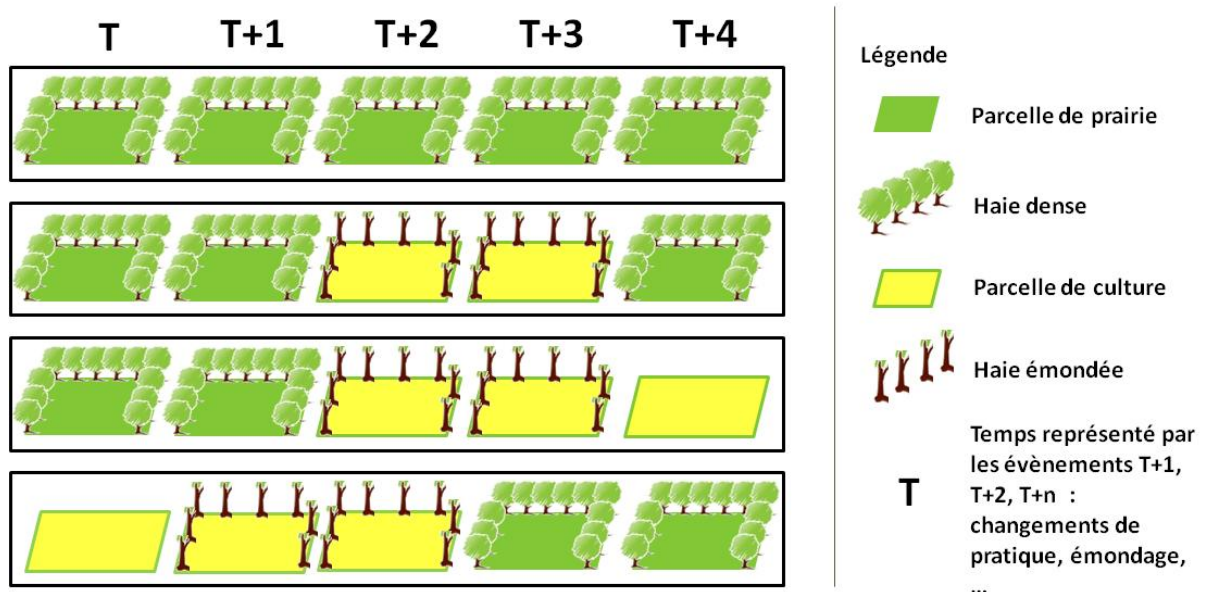 T T+1 T+2 T+3 T+4
Légende
Parcelle de prairie
Haie dense
Parcelle de culture
Haie émondée
T
Temps représenté par
les évènements T+1,
T+2, T+n :
changements de
pratique, émondage,
...